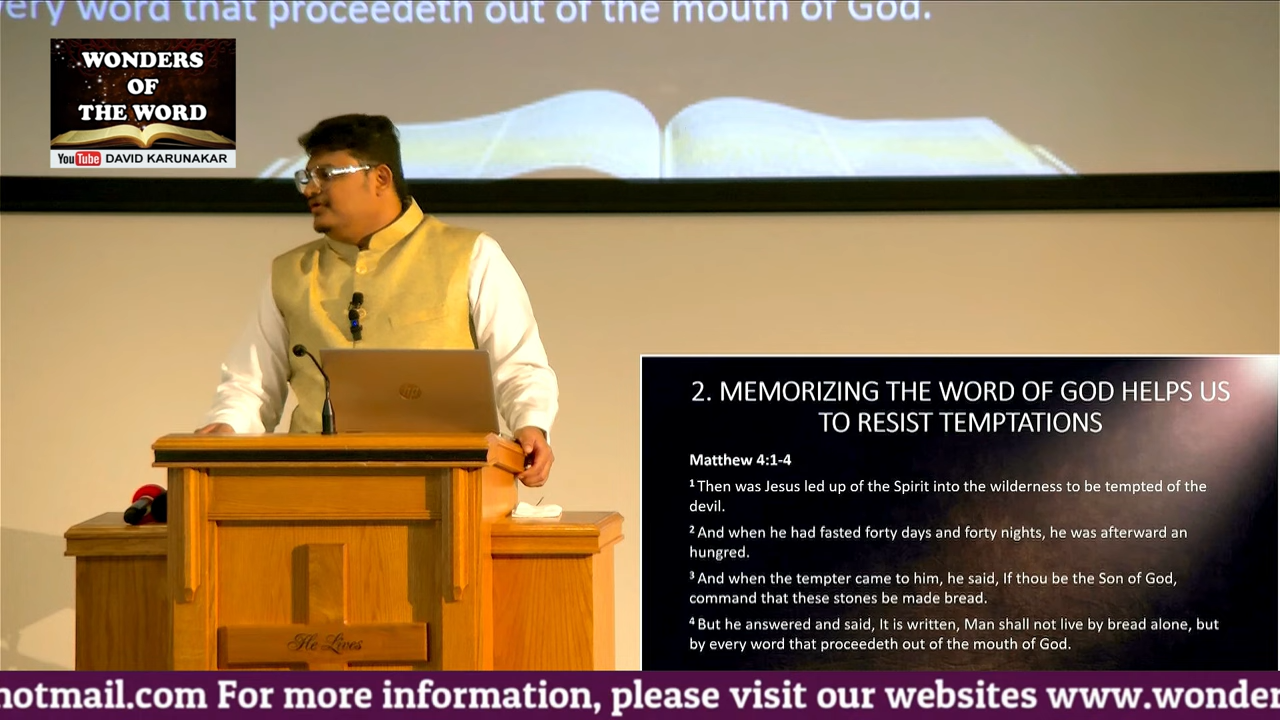 ery word that proceedeth out of the mouth of God.
WONDERS
OF
THE WORD
YouTube DAVID KARUNAKAR
hp
2. MEMORIZING THE WORD OF GOD HELPS US
TO RESIST TEMPTATIONS
Matthew 4:1-4
1 Then was Jesus led up of the Spirit into the wilderness to be tempted of the
devil.
2 And when he had fasted forty days and forty nights, he was afterward an
hungred.
3 And when the tempter came to him, he said, If thou be the Son of God,
command that these stones be made bread.
4 But he answered and said, It is written, Man shall not live by bread alone, but
by every word that proceedeth out of the mouth of God.
He Lives
hotmail.com For more information, please visit our websites www.wonder